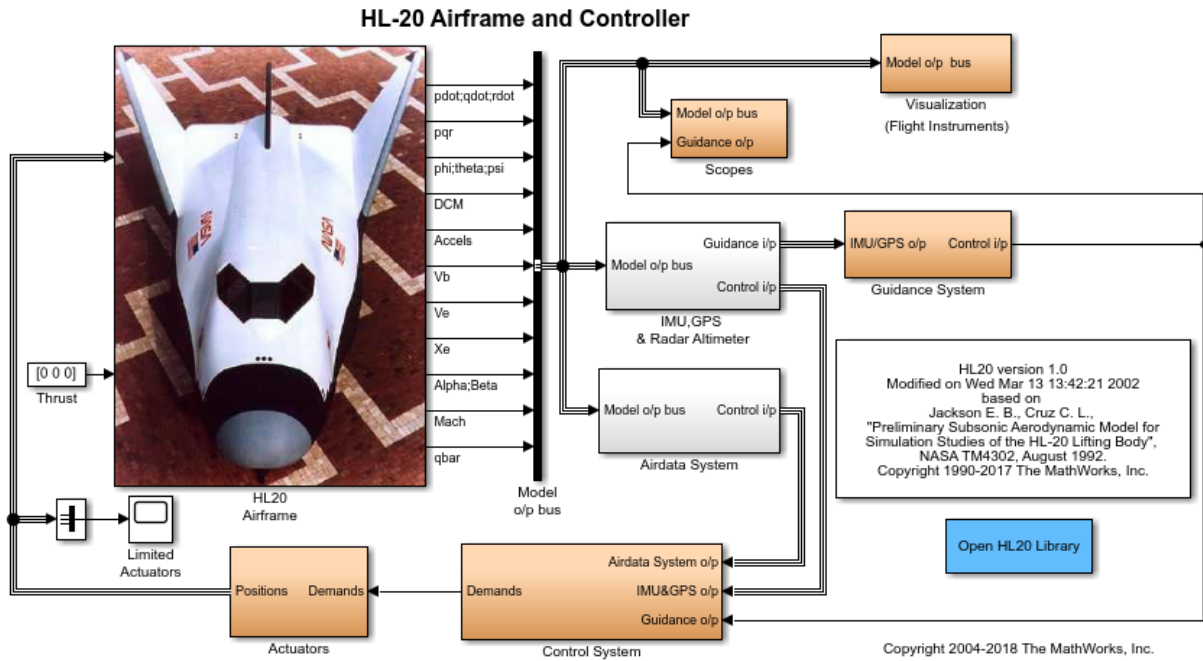 HL-20 Airframe and Controller
pdot;qdot;rdot
pqr
phi;theta;psi
DCM
Accels
Vb
Ve
Xe
Alpha;Beta
Mach
qbar
NASA
[0 0 0]
Thrust
HL20
Airframe
Model
o/p bus
Limited
Actuators
Model o/p bus
Visualization
(Flight Instruments)
Model o/p bus
Guidance o/p
Scopes
Guidance i/p
Model o/p bus
Control i/p
IMU,GPS
& Radar Altimeter
IMU/GPS o/p Control i/p
Guidance System
Model o/p bus Control i/p
Airdata System
HL20 version 1.0
Modified on Wed Mar 13 13:42:21 2002
based on
Jackson E. B., Cruz C. L.,
"Preliminary Subsonic Aerodynamic Model for
Simulation Studies of the HL-20 Lifting Body",
NASA TM4302, August 1992.
Copyright 1990-2017 The MathWorks, Inc.
Open HL20 Library
Positions Demands
Actuators
Airdata System o/p
Demands IMU&GPS o/p
Guidance o/p
Control System
Copyright 2004-2018 The MathWorks, Inc.